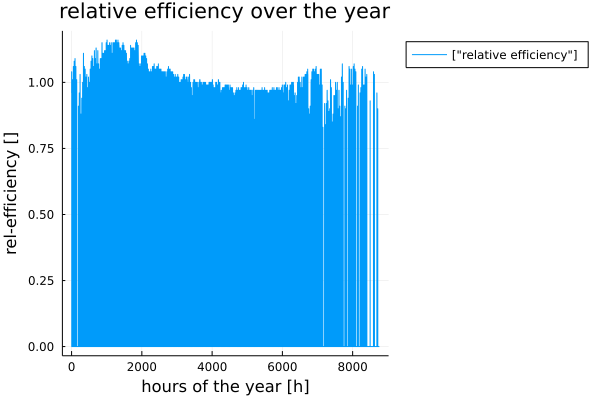 relative efficiency over the year
["relative efficiency"]
1.00
0.75
0.50
0.25
0.00
rel-efficiency []
0
2000
4000
6000
8000
hours of the year [h]